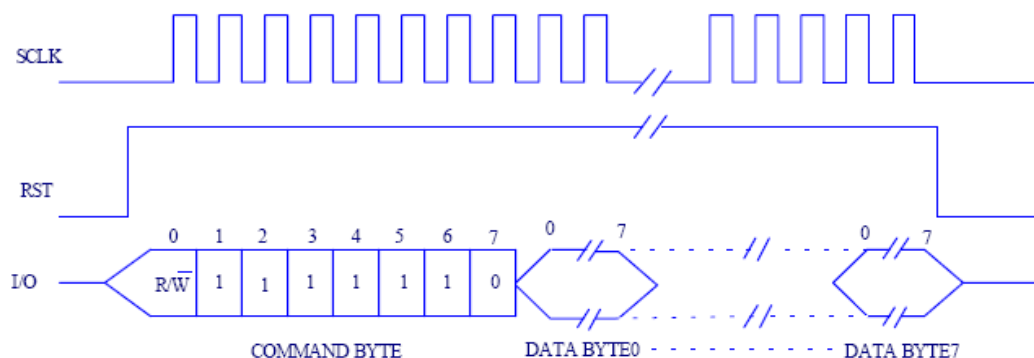 SCLK
RST
0 1 2 3 4 5 6 7 0 7 0 7
I/O R/W̅ 1 1 1 1 1 1 0
COMMAND BYTE DATA BYTE0 DATA BYTE7